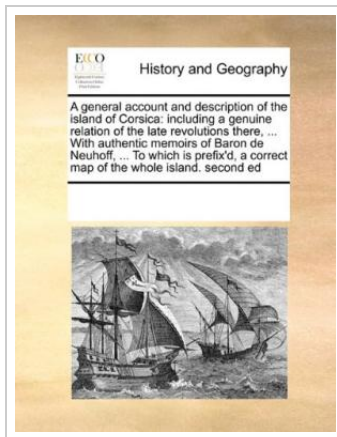 ECCO
History and Geography
A general account and description of the
island of Corsica: including a genuine
relation of the late revolutions there, ...
With authentic memoirs of Baron de
Neuhoff, ... To which is prefix'd, a correct
map of the whole island. second ed